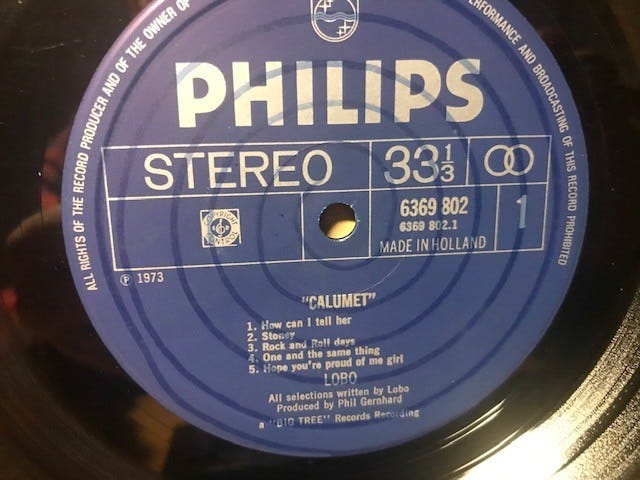 ALL RIGHTS OF THE RECORD PRODUCER AND OF THE OWNER OF
PERFORMANCE AND BROADCASTING OF THIS RECORD PROHIBITED
PHILIPS
STEREO
33 1/3
6369 802
6369 802.1
1
MADE IN HOLLAND
COPYRIGHT
℗ 1973
"CALUMET"
1. How can I tell her
2. Stoney
3. Rock and Roll days
4. One and the same thing
5. Hope you're proud of me girl
LOBO
All selections written by Lobo
Produced by Phil Gernhard
a "BIG TREE" Records Recording